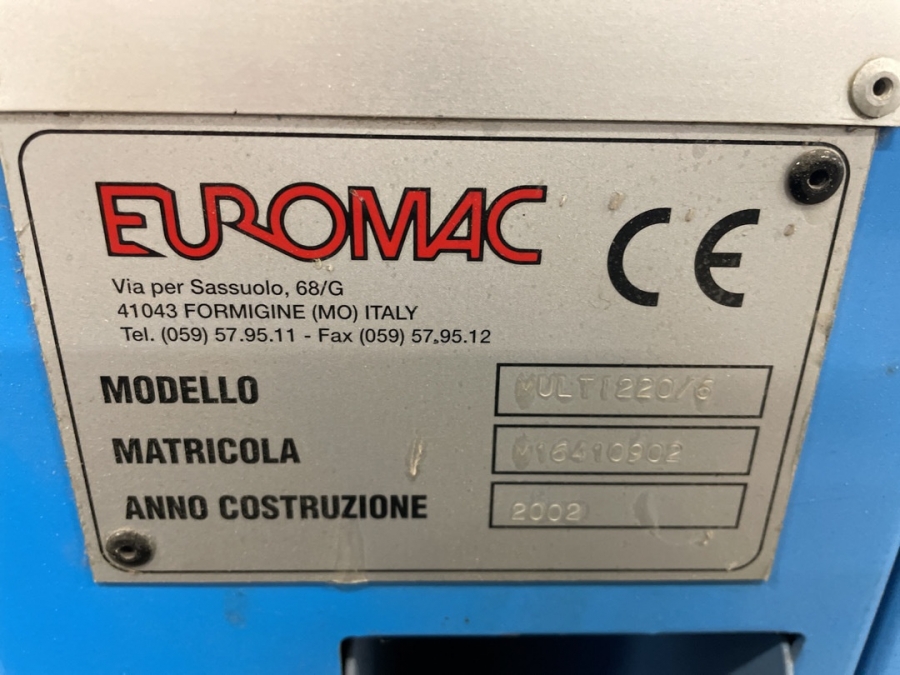 EUROMAC
CE
Via per Sassuolo, 68/G
41043 FORMIGINE (MO) ITALY
Tel. (059) 57.95.11 - Fax (059) 57.95.12
MODELLO MULTI220/6
MATRICOLA M16410902
ANNO COSTRUZIONE 2002